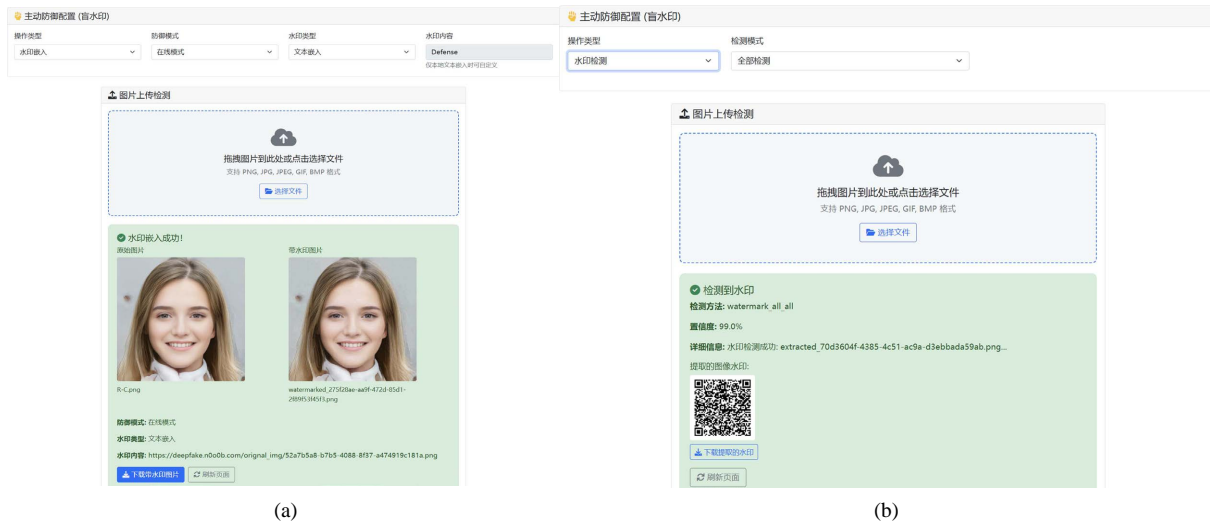 主动防御配置 (盲水印)
操作类型 防御模式 水印类型 水印内容
水印嵌入 在线模式 文本嵌入 Defense
仅本地文本嵌入时可自定义
图片上传检测
拖拽图片到此处或点击选择文件
支持 PNG, JPG, JPEG, GIF, BMP 格式
选择文件
水印嵌入成功!
原始图片 带水印图片
R-C.png
watermarked_275f28ae-aa9f-472d-85d1-
2f89f53f45f3.png
防御模式: 在线模式
水印类型: 文本嵌入
水印内容: https://deepfake.n0o0b.com/orignal_img/52a7b5a8-b7b5-4088-8f37-a474919c181a.png
下载带水印图片 刷新页面
(a)
主动防御配置 (盲水印)
操作类型 检测模式
水印检测 全部检测
图片上传检测
拖拽图片到此处或点击选择文件
支持 PNG, JPG, JPEG, GIF, BMP 格式
选择文件
检测到水印
检测方法: watermark_all_all
置信度: 99.0%
详细信息: 水印检测成功: extracted_70d3604f-4385-4c51-ac9a-d3ebbada59ab.png...
提取的图像水印:
下载提取的水印
刷新页面
(b)